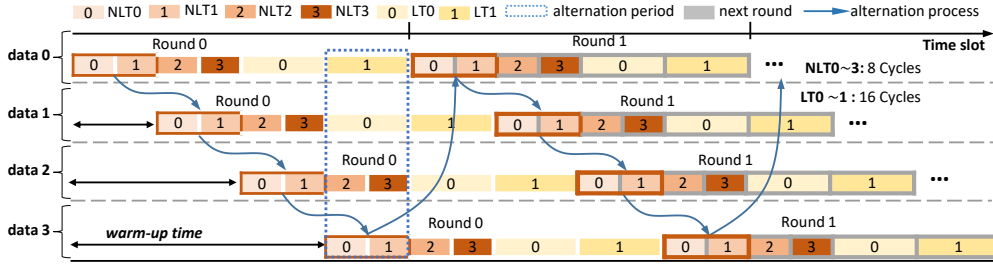 NLT0 NLT1 NLT2 NLT3 LT0 LT1 alternation period next round alternation process
0 1 2 3 0 1
Round 0 Round 1 Time slot
data 0 0 1 2 3 0 1 0 1 2 3 0 1 ... NLT0~3: 8 Cycles
Round 0 Round 1 LT0 ~1 : 16 Cycles
data 1 0 1 2 3 0 1 0 1 2 3 0 1 ...
Round 0 Round 1
data 2 0 1 2 3 0 1 0 1 2 3 0 1 ...
warm-up time Round 0 Round 1
data 3 0 1 2 3 0 1 0 1 2 3 0 1